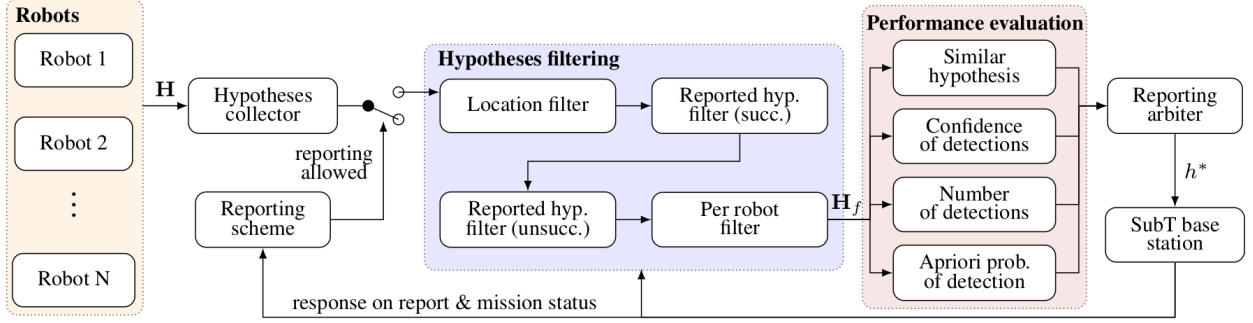 Robots
Robot 1
Robot 2
⋮
Robot N
H
Hypotheses
collector
reporting
allowed
Reporting
scheme
Hypotheses filtering
Location filter
Reported hyp.
filter (succ.)
Reported hyp.
filter (unsucc.)
Per robot
filter
H_f
Performance evaluation
Similar
hypothesis
Confidence
of detections
Number
of detections
Apriori prob.
of detection
Reporting
arbiter
h*
SubT base
station
response on report & mission status